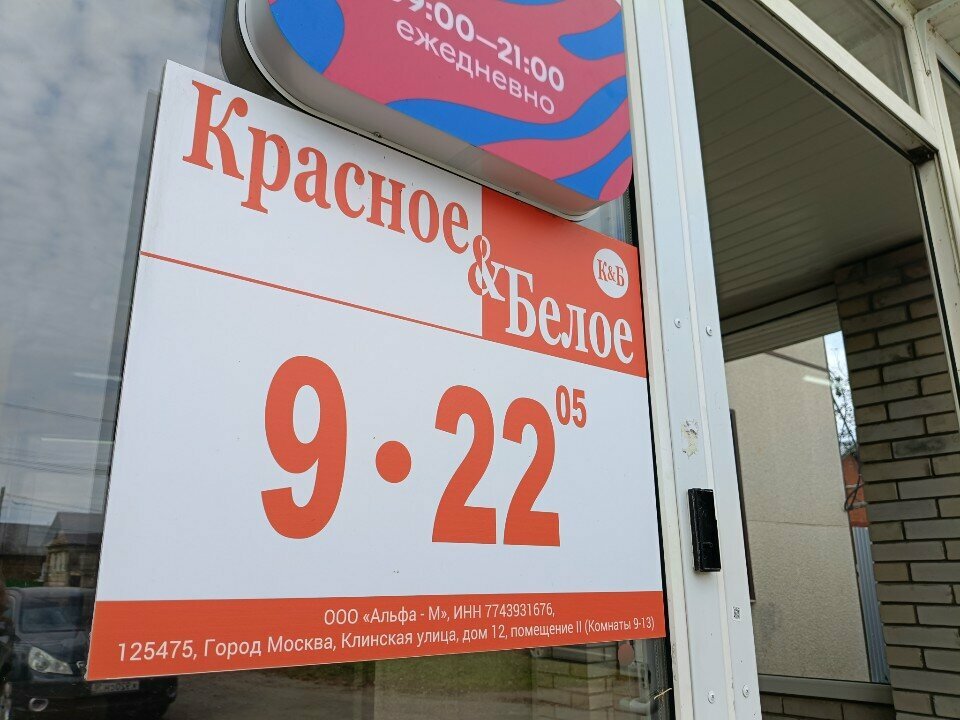 09:00—21:00
ежедневно
Красное
&
Белое
К&Б
9•22 05
ООО «Альфа - М», ИНН 7743931676,
125475, Город Москва, Клинская улица, дом 12, помещение II (Комнаты 9-13)